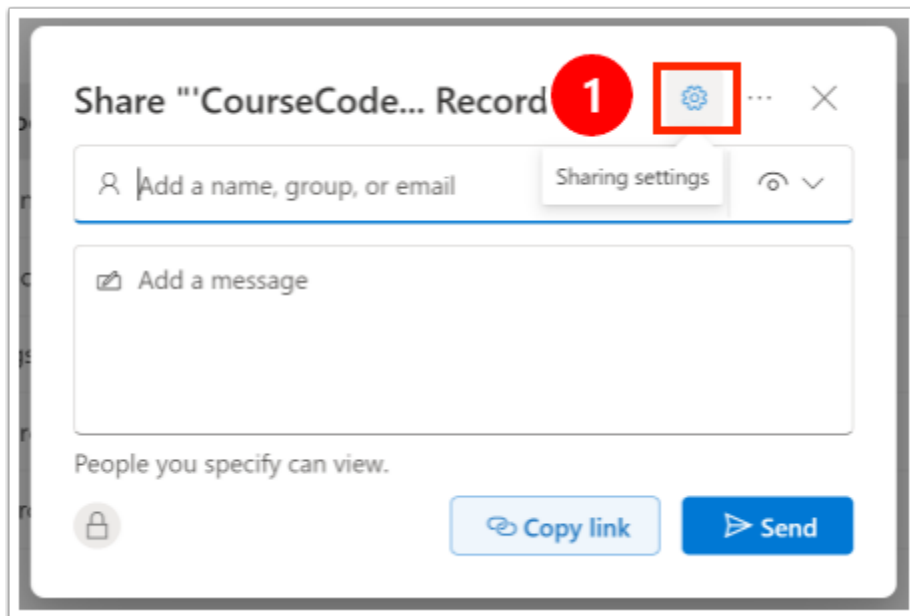 Share "'CourseCode... Record
1
...
Add a name, group, or email
Sharing settings
Add a message
People you specify can view.
Copy link
Send